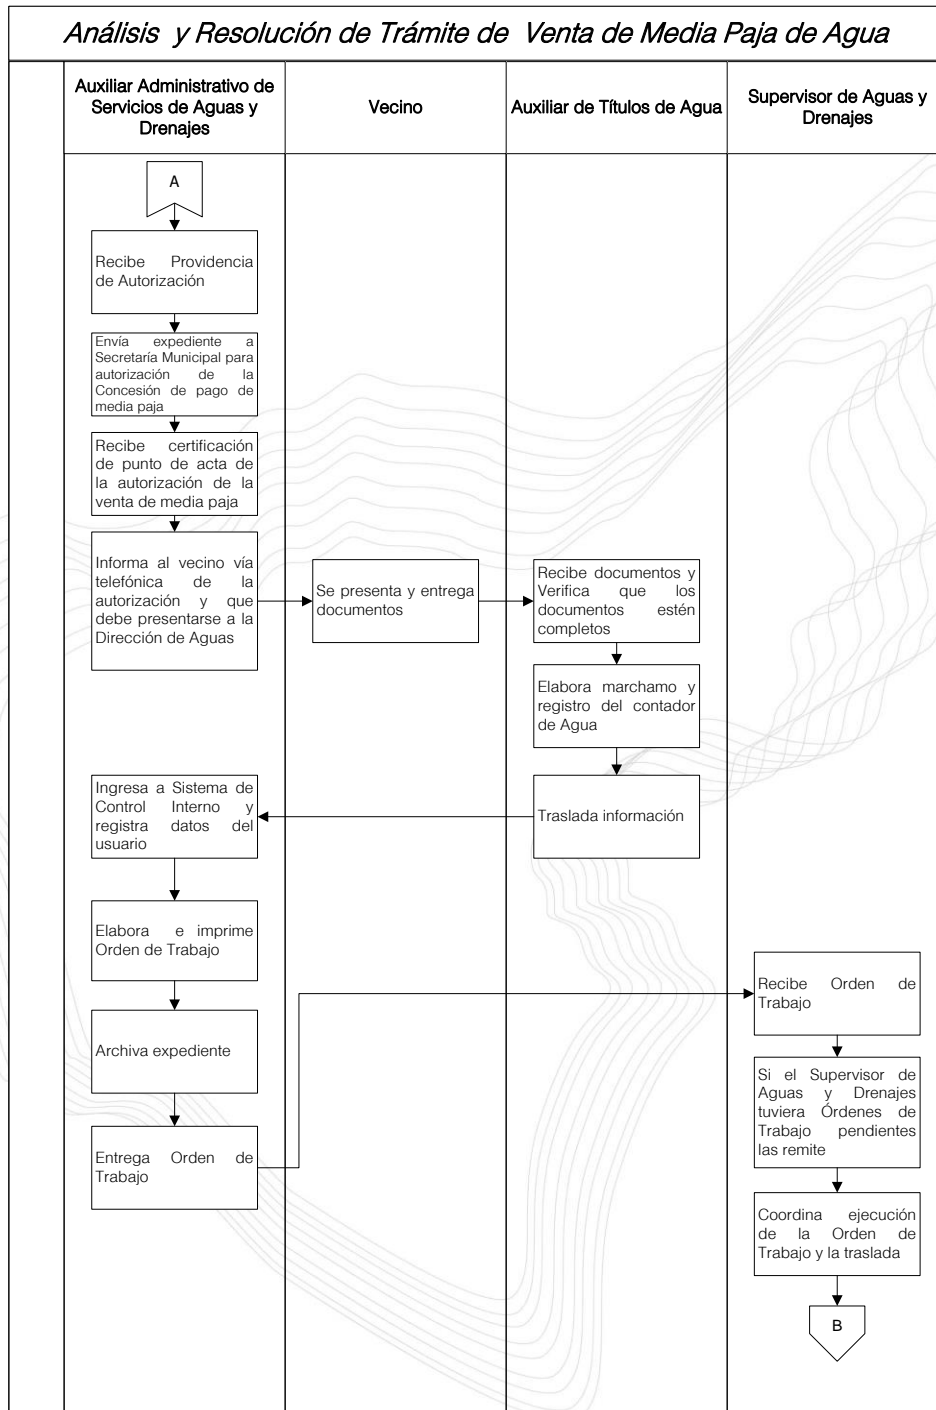 Análisis y Resolución de Trámite de Venta de Media Paja de Agua
Auxiliar Administrativo de
Servicios de Aguas y
Drenajes
Vecino
Auxiliar de Títulos de Agua
Supervisor de Aguas y
Drenajes
A
Recibe Providencia
de Autorización
Envía expediente a
Secretaría Municipal para
autorización de la
Concesión de pago de
media paja
Recibe certificación
de punto de acta de
la autorización de la
venta de media paja
Informa al vecino vía
telefónica de la
autorización y que
debe presentarse a la
Dirección de Aguas
Se presenta y entrega
documentos
Recibe documentos y
Verifica que los
documentos estén
completos
Elabora marchamo y
registro del contador
de Agua
Traslada información
Ingresa a Sistema de
Control Interno y
registra datos del
usuario
Elabora e imprime
Orden de Trabajo
Archiva expediente
Entrega Orden de
Trabajo
Recibe Orden de
Trabajo
Si el Supervisor de
Aguas y Drenajes
tuviera Órdenes de
Trabajo pendientes
las remite
Coordina ejecución
de la Orden de
Trabajo y la traslada
B